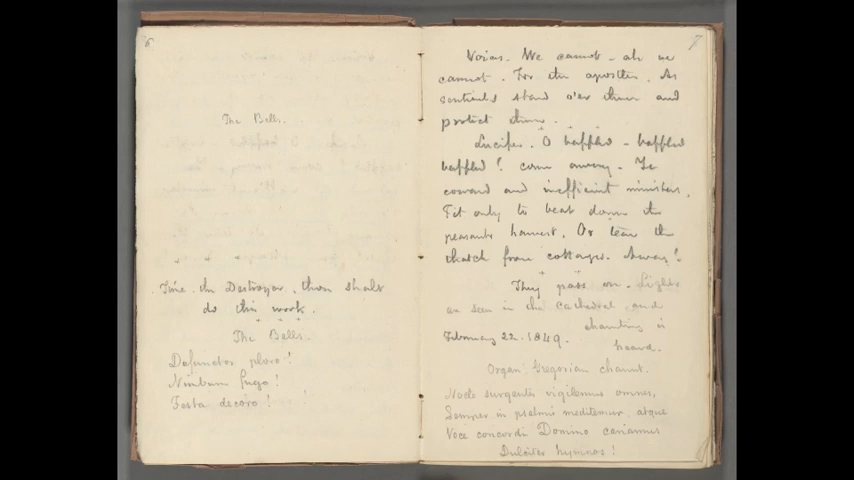 6
The Bells.
Time, the Destroyer, thou shalt
do this work.
The Bells.
Defunctos ploro!
Nimbum fugo!
Festa decoro!
7
Voices. We cannot - ah we
cannot. For the apostles, As
sentinels stand o'er them and
protect them.
Lucifer. O baffled - baffled
baffled! come away. Ye
coward and inefficient ministers,
Fit only to beat down the
peasants harvest, Or tear the
thatch from cottages. Away!
They pass on. Lights
are seen in the cathedral, and
chaunting is
February 22. 1849.
heard.
Organ Gregorian chaunt.
Nocte surgentes vigilemus omnes,
Semper in psalmis meditemur, atque
Voce concordi Domino canamus
Dulciter hymnos!